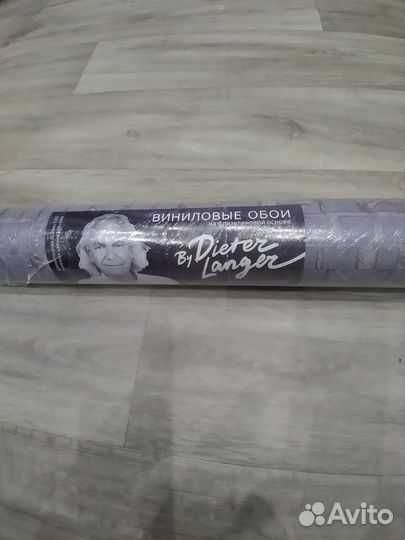 ВИНИЛОВЫЕ ОБОИ
на флизелиновой основе
By Dieter
Langer
Avito